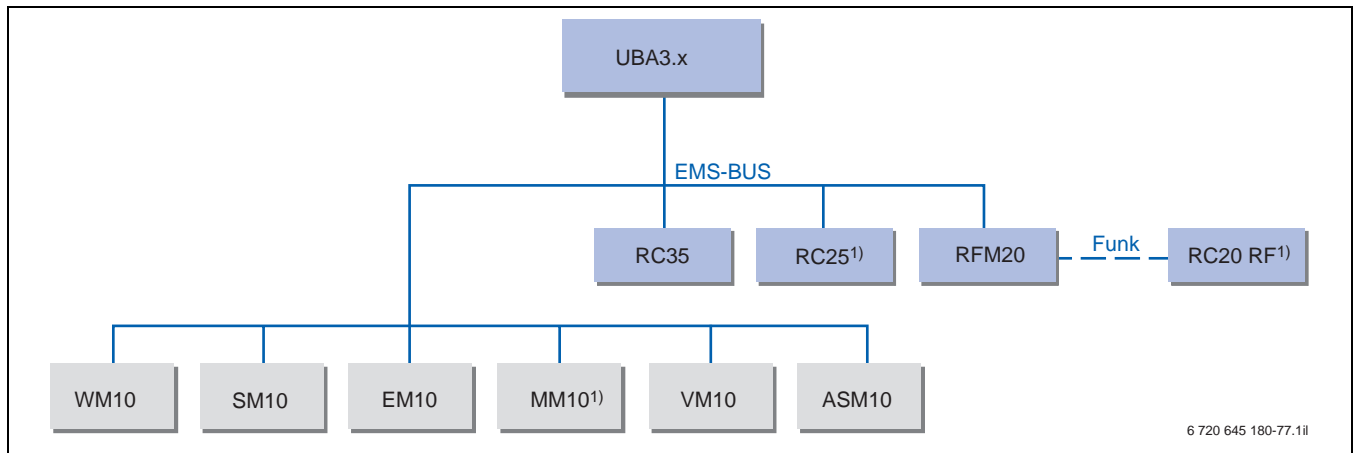 UBA3.x
EMS-BUS
RC35
RC25¹⁾
RFM20
Funk
RC20 RF¹⁾
WM10
SM10
EM10
MM10¹⁾
VM10
ASM10
6 720 645 180-77.1il